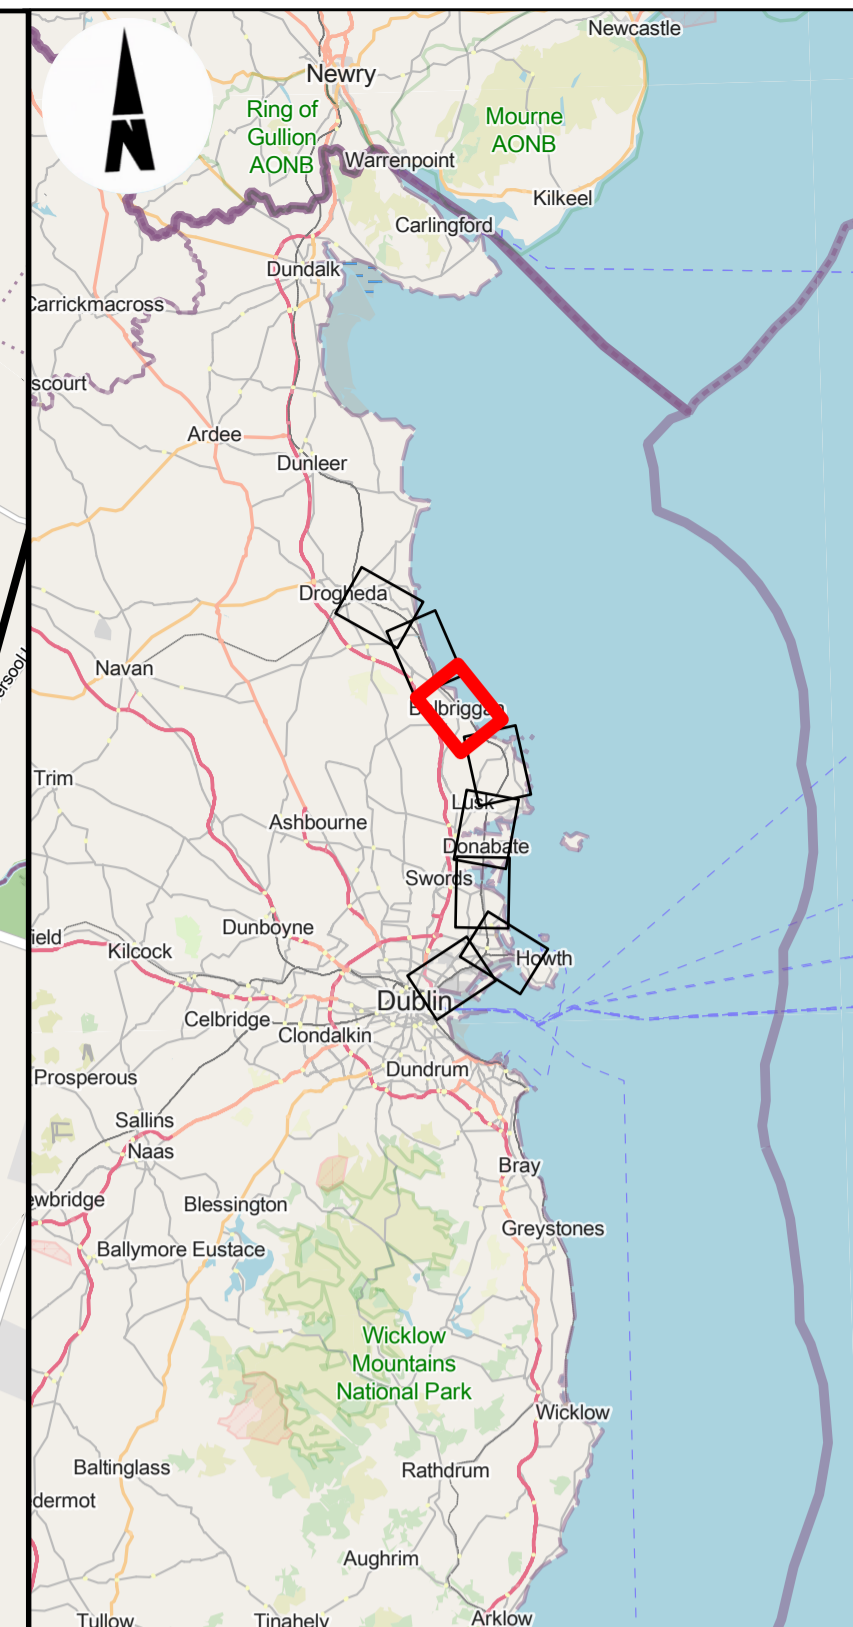 Newcastle
Newry
Ring of
Gullion
AONB
Mourne
AONB
Warrenpoint
Kilkeel
Carlingford
Dundalk
Carrickmacross
scourt
Ardee
Dunleer
Drogheda
ersool
Navan
Balbriggan
Trim
Lusk
Ashbourne
Donabate
Swords
Dunboyne
ield
Kilcock
Howth
Dublin
Celbridge
Clondalkin
Dundrum
Prosperous
Sallins
Naas
Bray
ewbridge
Blessington
Greystones
Ballymore Eustace
Wicklow
Mountains
National Park
Wicklow
Baltinglass
Rathdrum
dermot
Aughrim
Tullow
Tinahely
Arklow
N